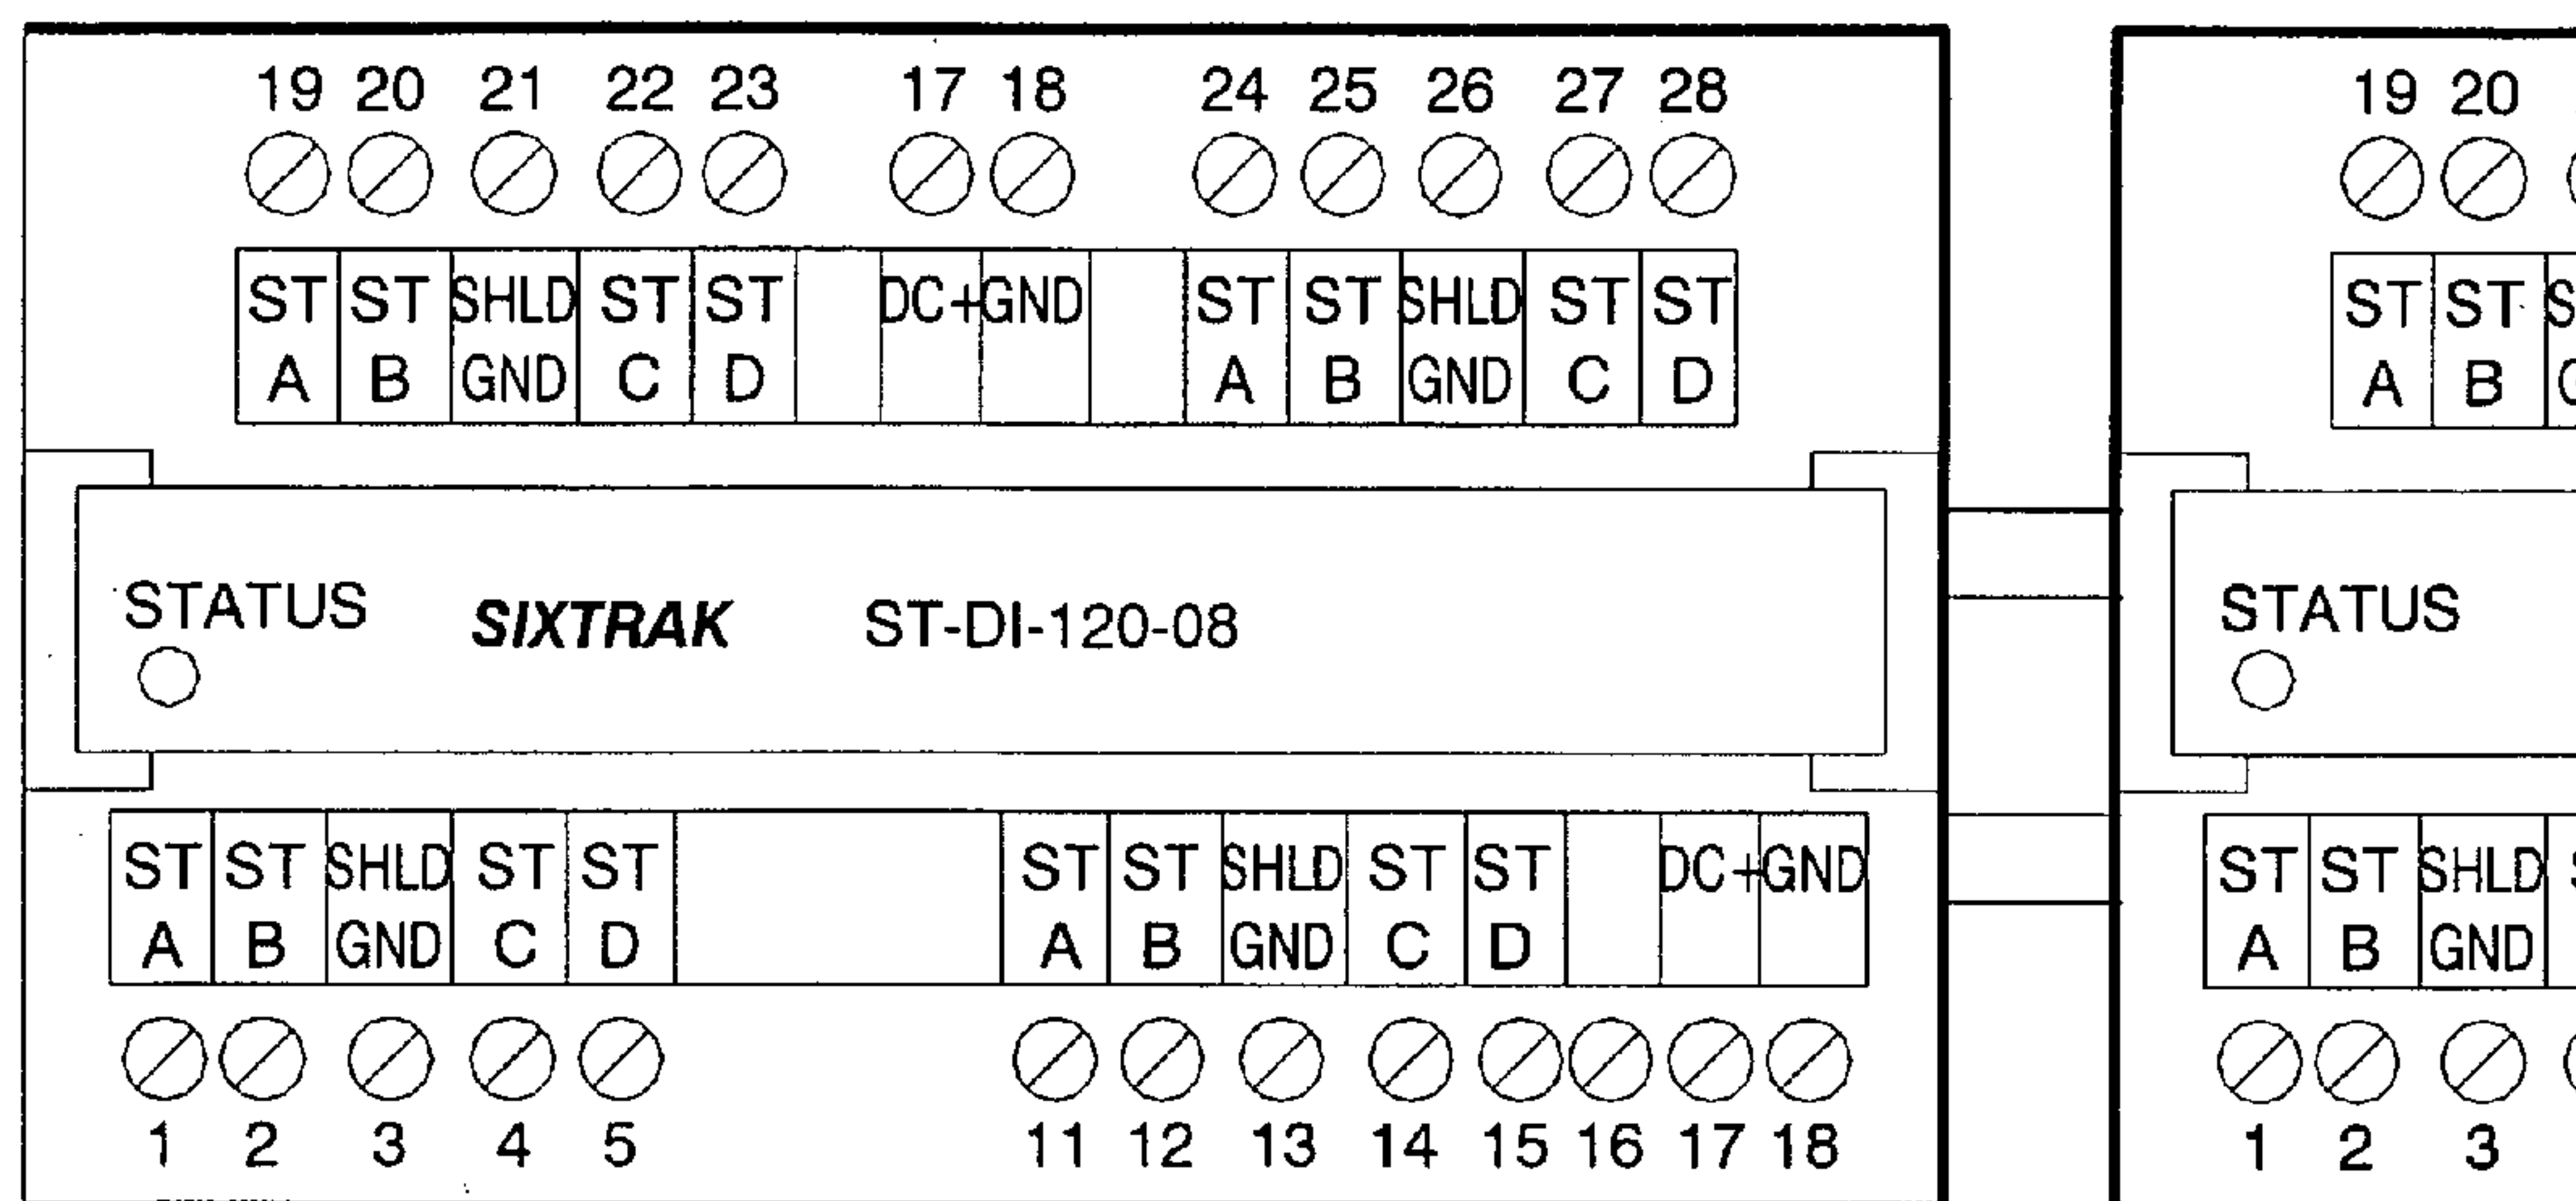 19 20 21 22 23 17 18 24 25 26 27 28
ST ST SHLD ST ST DC+ GND ST ST SHLD ST ST
A B GND C D A B GND C D
STATUS SIXTRAK ST-DI-120-08
ST ST SHLD ST ST ST ST SHLD ST ST DC+ GND
A B GND C D A B GND C D
1 2 3 4 5 11 12 13 14 15 16 17 18
19 20
ST ST
A B
STATUS
ST ST SHLD
A B GND
1 2 3